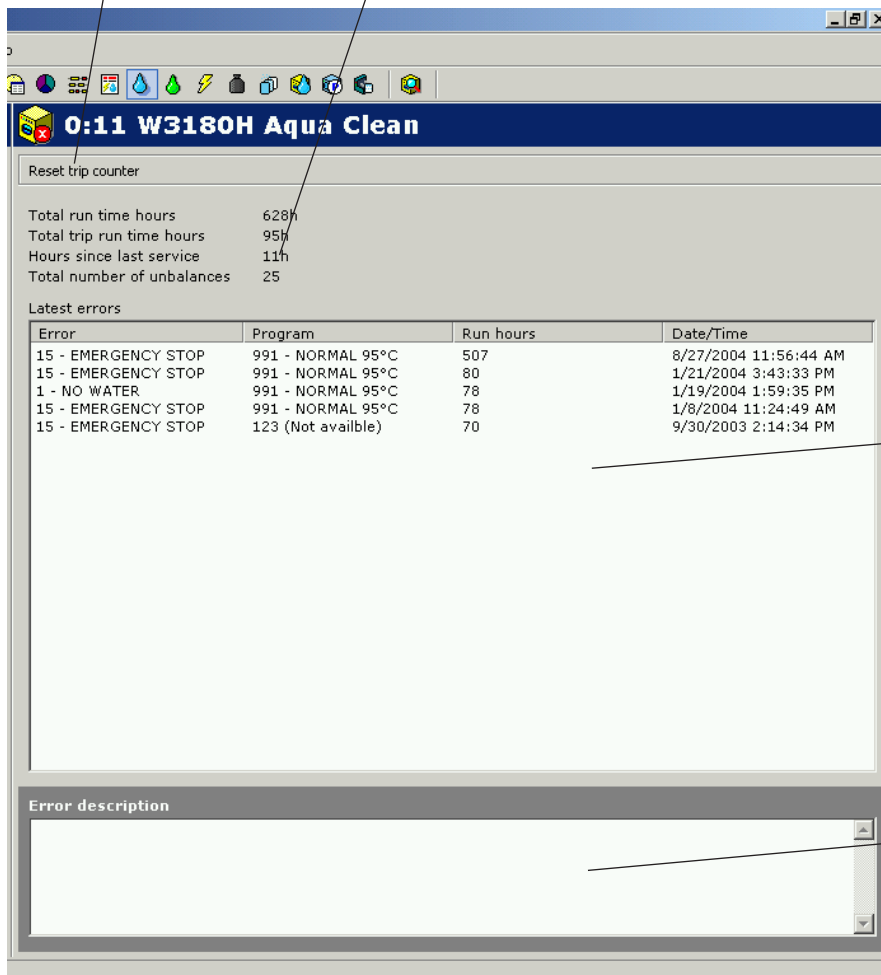 0:11 W3180H Aqua Clean
Reset trip counter
Total run time hours 628h
Total trip run time hours 95h
Hours since last service 11h
Total number of unbalances 25
Latest errors
Error Program Run hours Date/Time
15 - EMERGENCY STOP 991 - NORMAL 95°C 507 8/27/2004 11:56:44 AM
15 - EMERGENCY STOP 991 - NORMAL 95°C 80 1/21/2004 3:43:33 PM
1 - NO WATER 991 - NORMAL 95°C 78 1/19/2004 1:59:35 PM
15 - EMERGENCY STOP 991 - NORMAL 95°C 78 1/8/2004 11:24:49 AM
15 - EMERGENCY STOP 123 (Not availble) 70 9/30/2003 2:14:34 PM
Error description